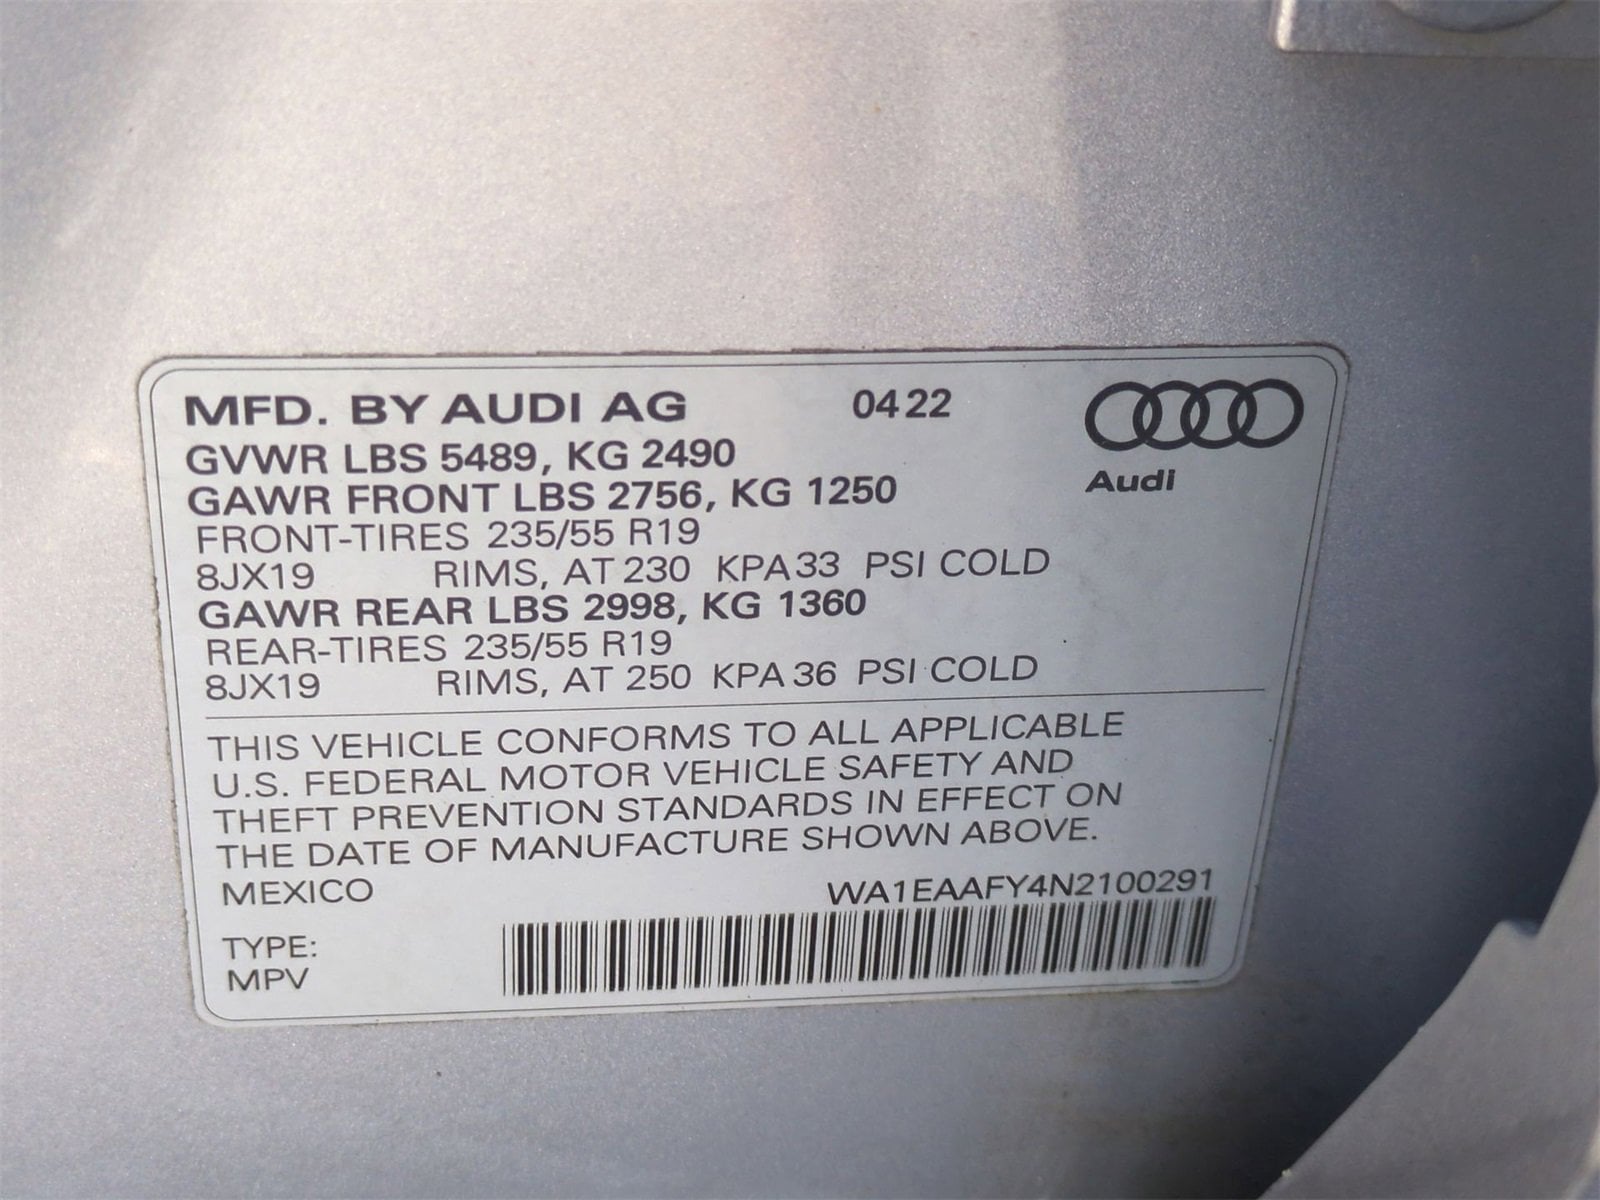 MFD. BY AUDI AG 0422
GVWR LBS 5489, KG 2490
GAWR FRONT LBS 2756, KG 1250
Audi
FRONT-TIRES 235/55 R19
8JX19 RIMS, AT 230 KPA 33 PSI COLD
GAWR REAR LBS 2998, KG 1360
REAR-TIRES 235/55 R19
8JX19 RIMS, AT 250 KPA 36 PSI COLD
THIS VEHICLE CONFORMS TO ALL APPLICABLE
U.S. FEDERAL MOTOR VEHICLE SAFETY AND
THEFT PREVENTION STANDARDS IN EFFECT ON
THE DATE OF MANUFACTURE SHOWN ABOVE.
MEXICO WA1EAAFY4N2100291
TYPE:
MPV